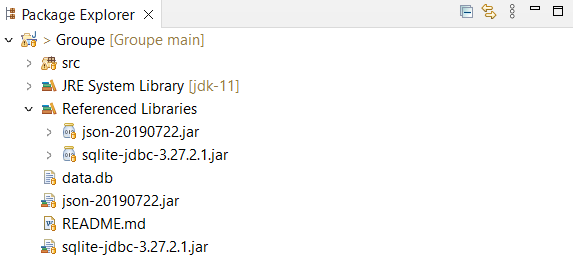 Package Explorer
> Groupe [Groupe main]
src
JRE System Library [jdk-11]
Referenced Libraries
json-20190722.jar
sqlite-jdbc-3.27.2.1.jar
data.db
json-20190722.jar
README.md
sqlite-jdbc-3.27.2.1.jar